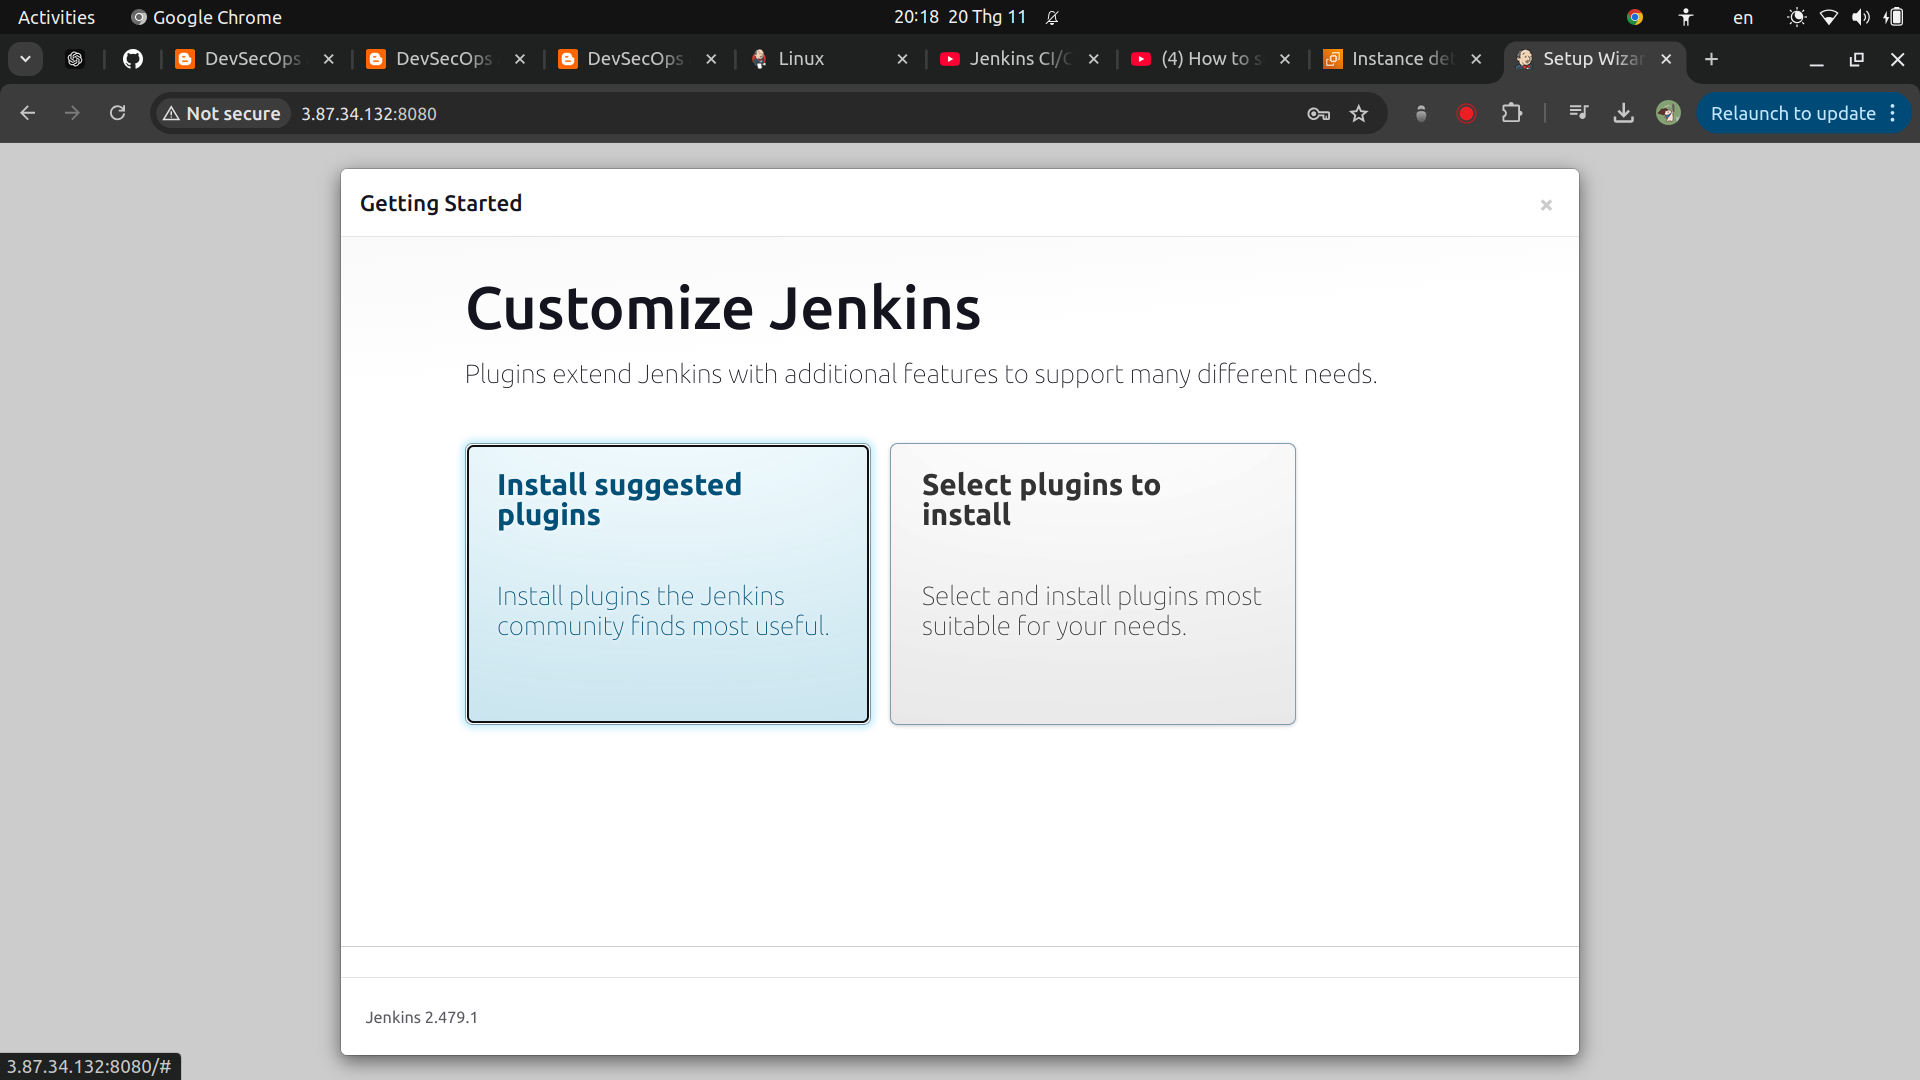 Activities
Google Chrome
20:18 20 Thg 11
en
DevSecOps
DevSecOps
DevSecOps
Linux
Jenkins CI/C
(4) How to s
Instance det
Setup Wizar
Not secure
3.87.34.132:8080
Relaunch to update
Getting Started
Customize Jenkins
Plugins extend Jenkins with additional features to support many different needs.
Install suggested
plugins
Install plugins the Jenkins
community finds most useful.
Select plugins to
install
Select and install plugins most
suitable for your needs.
Jenkins 2.479.1
3.87.34.132:8080/#